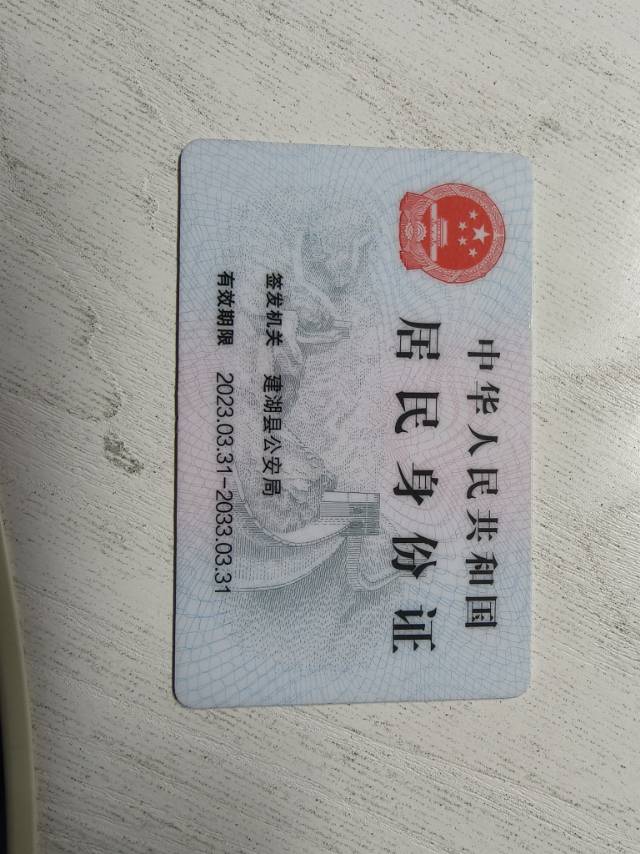 中华人民共和国
居民身份证
签发机关 建湖县公安局
有效期限 2023.03.31-2033.03.31